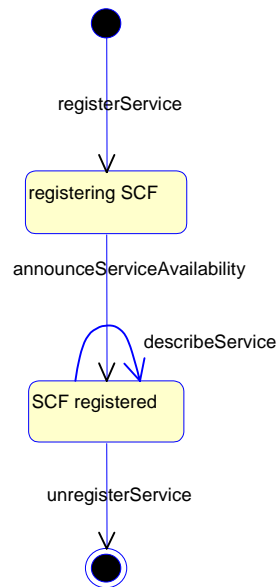 registerService
registering SCF
announceServiceAvailability
describeService
SCF registered
unregisterService